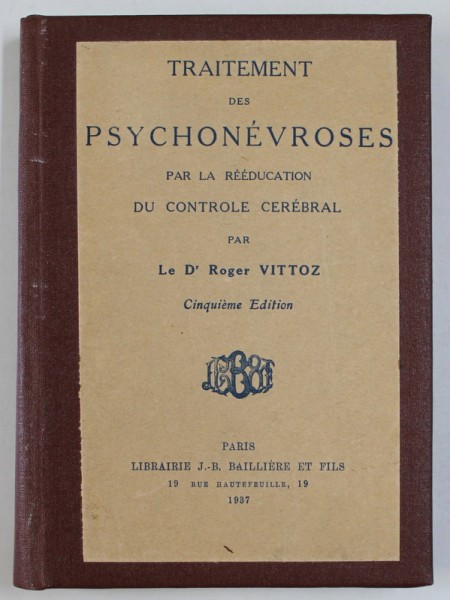 TRAITEMENT
DES
PSYCHONÉVROSES
PAR LA RÉÉDUCATION
DU CONTROLE CERÉBRAL
PAR
Le Dr Roger VITTOZ
Cinquième Edition
PARIS
LIBRAIRIE J.-B. BAILLIÈRE ET FILS
19 RUE HAUTEFEUILLE, 19
1937